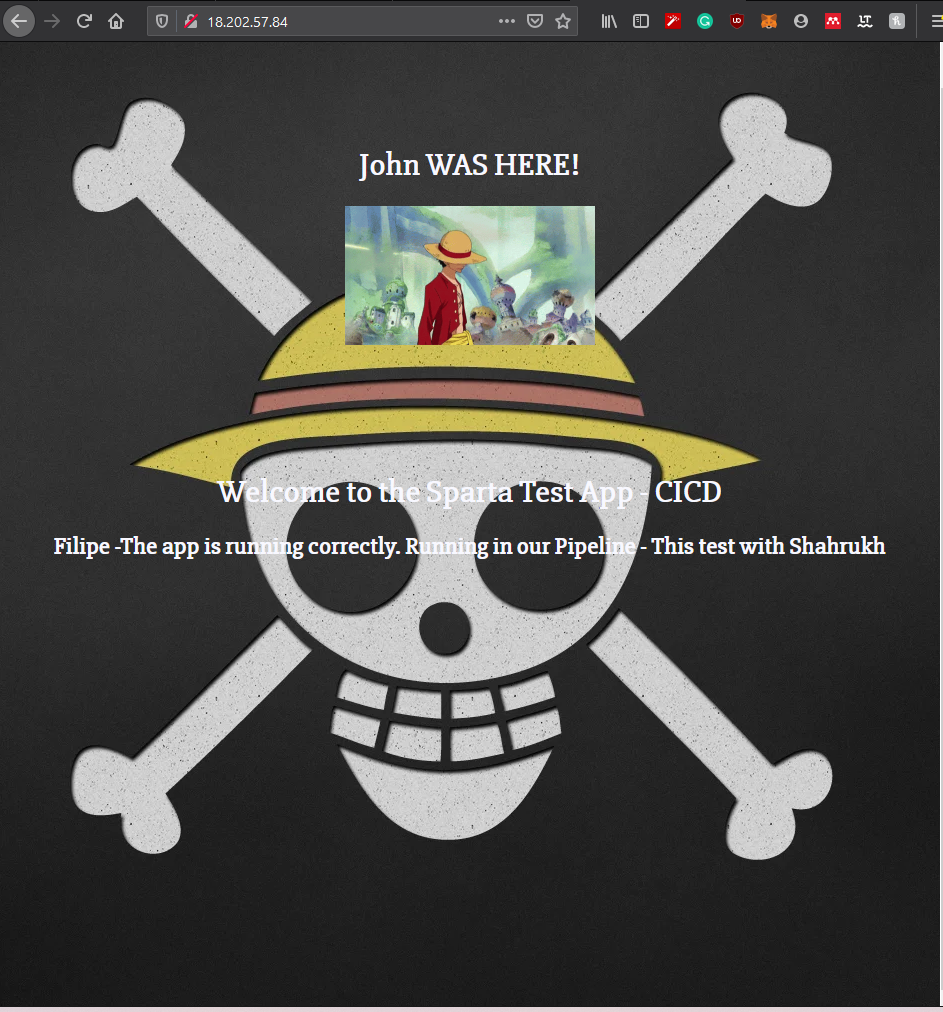 18.202.57.84
John WAS HERE!
Welcome to the Sparta Test App - CICD
Filipe -The app is running correctly. Running in our Pipeline - This test with Shahrukh